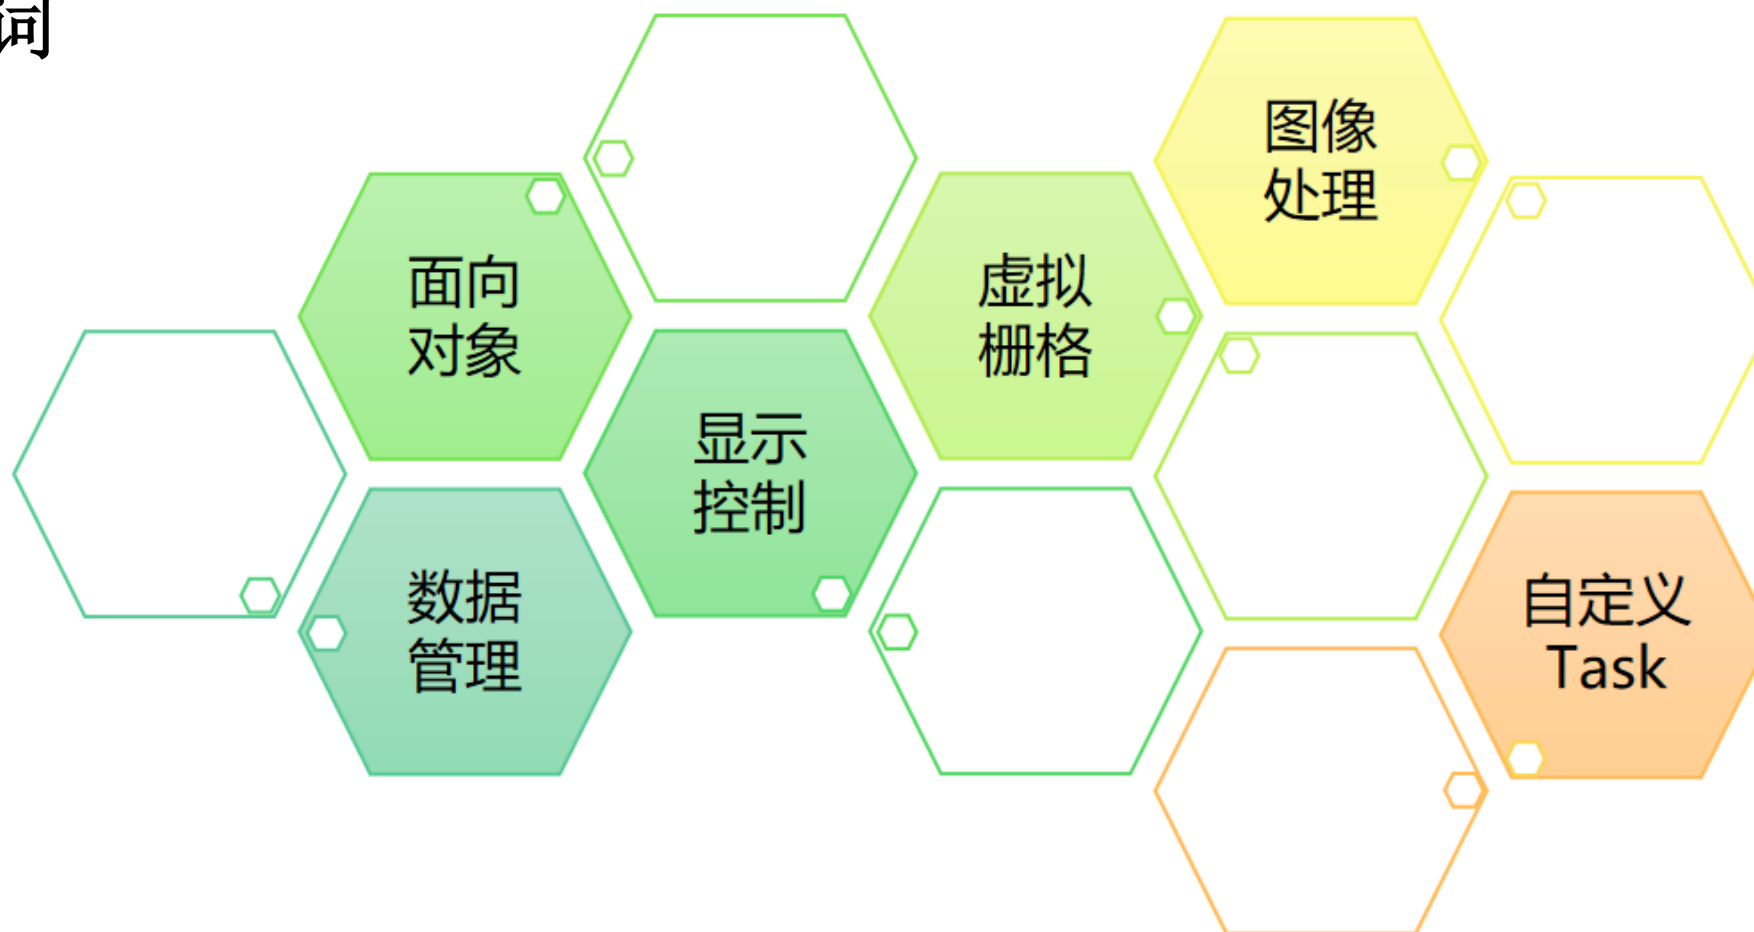 词
面向
对象
数据
管理
显示
控制
虚拟
栅格
图像
处理
自定义
Task